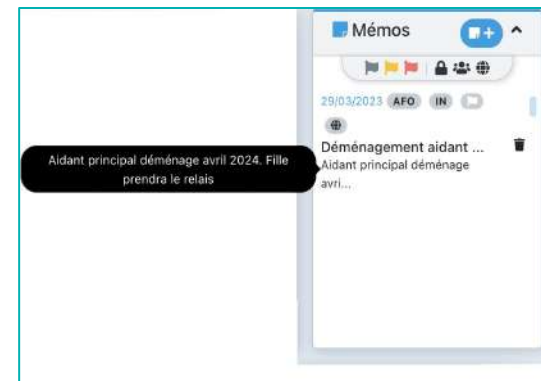 Mémos
29/03/2023 AFO IN
Déménagement aidant ...
Aidant principal déménage
avri...
Aidant principal déménage avril 2024. Fille
prendra le relais